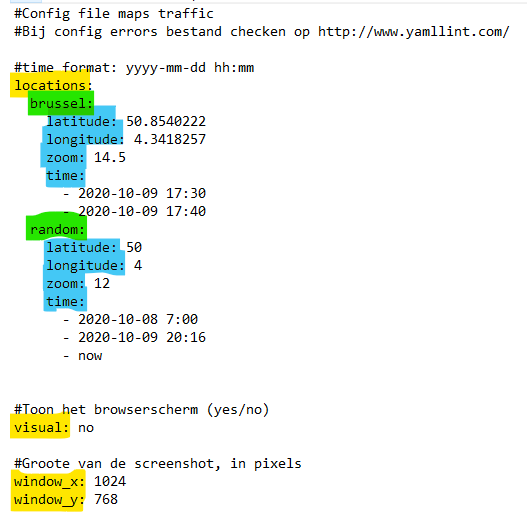 #Config file maps traffic
#Bij config errors bestand checken op http://www.yamllint.com/
#time format: yyyy-mm-dd hh:mm
locations:
brussel:
latitude: 50.8540222
longitude: 4.3418257
zoom: 14.5
time:
- 2020-10-09 17:30
- 2020-10-09 17:40
random:
latitude: 50
longitude: 4
zoom: 12
time:
- 2020-10-08 7:00
- 2020-10-09 20:16
- now
#Toon het browserscherm (yes/no)
visual: no
#Groote van de screenshot, in pixels
window_x: 1024
window_y: 768